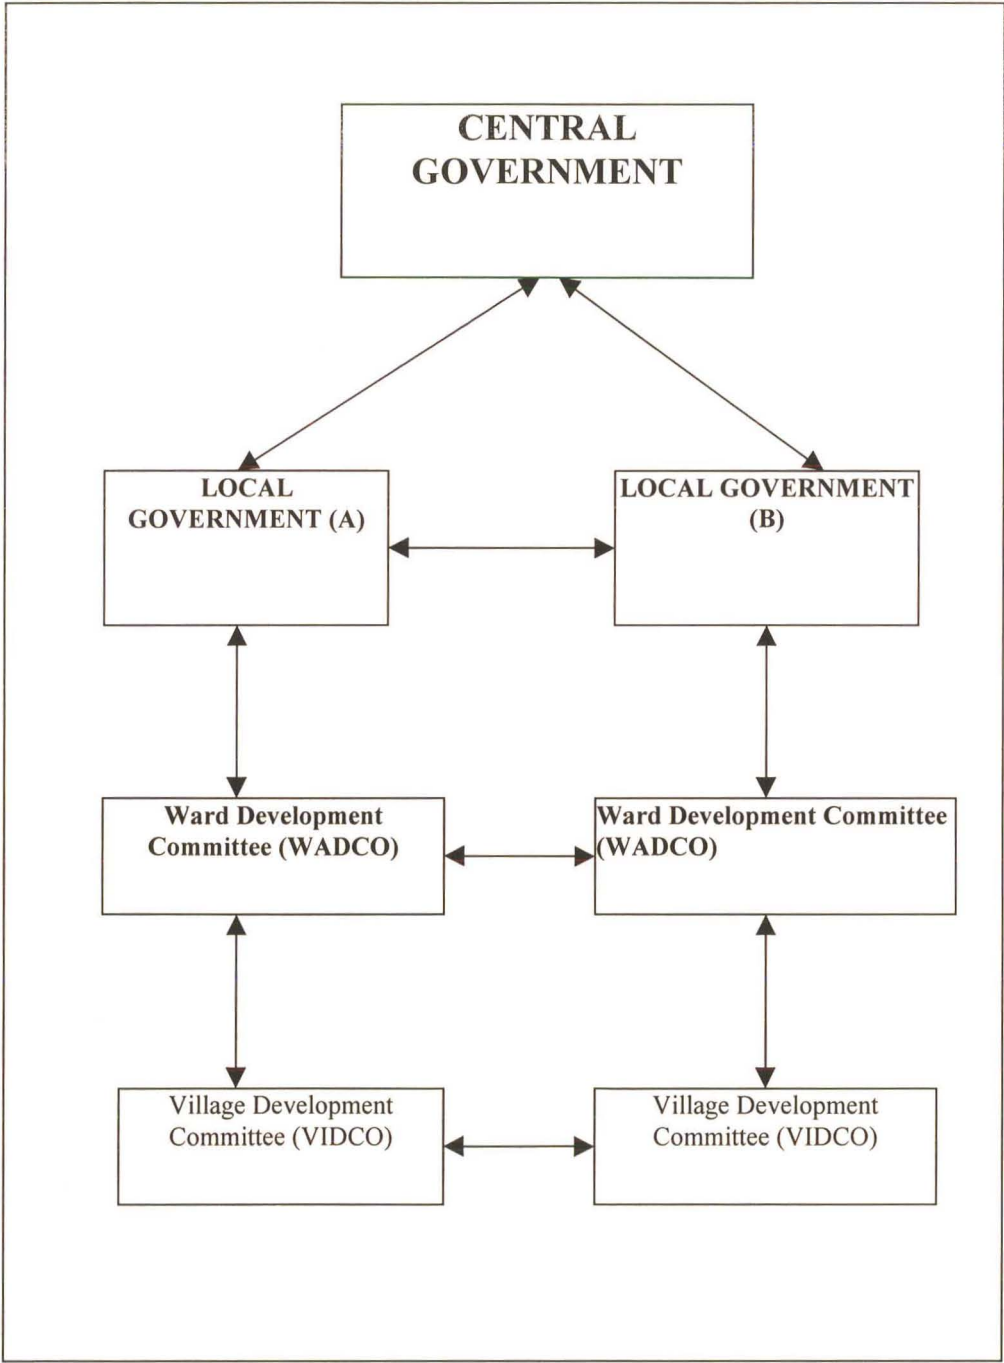 CENTRAL
GOVERNMENT
LOCAL
GOVERNMENT (A)
LOCAL GOVERNMENT
(B)
Ward Development
Committee (WADCO)
Ward Development Committee
(WADCO)
Village Development
Committee (VIDCO)
Village Development
Committee (VIDCO)